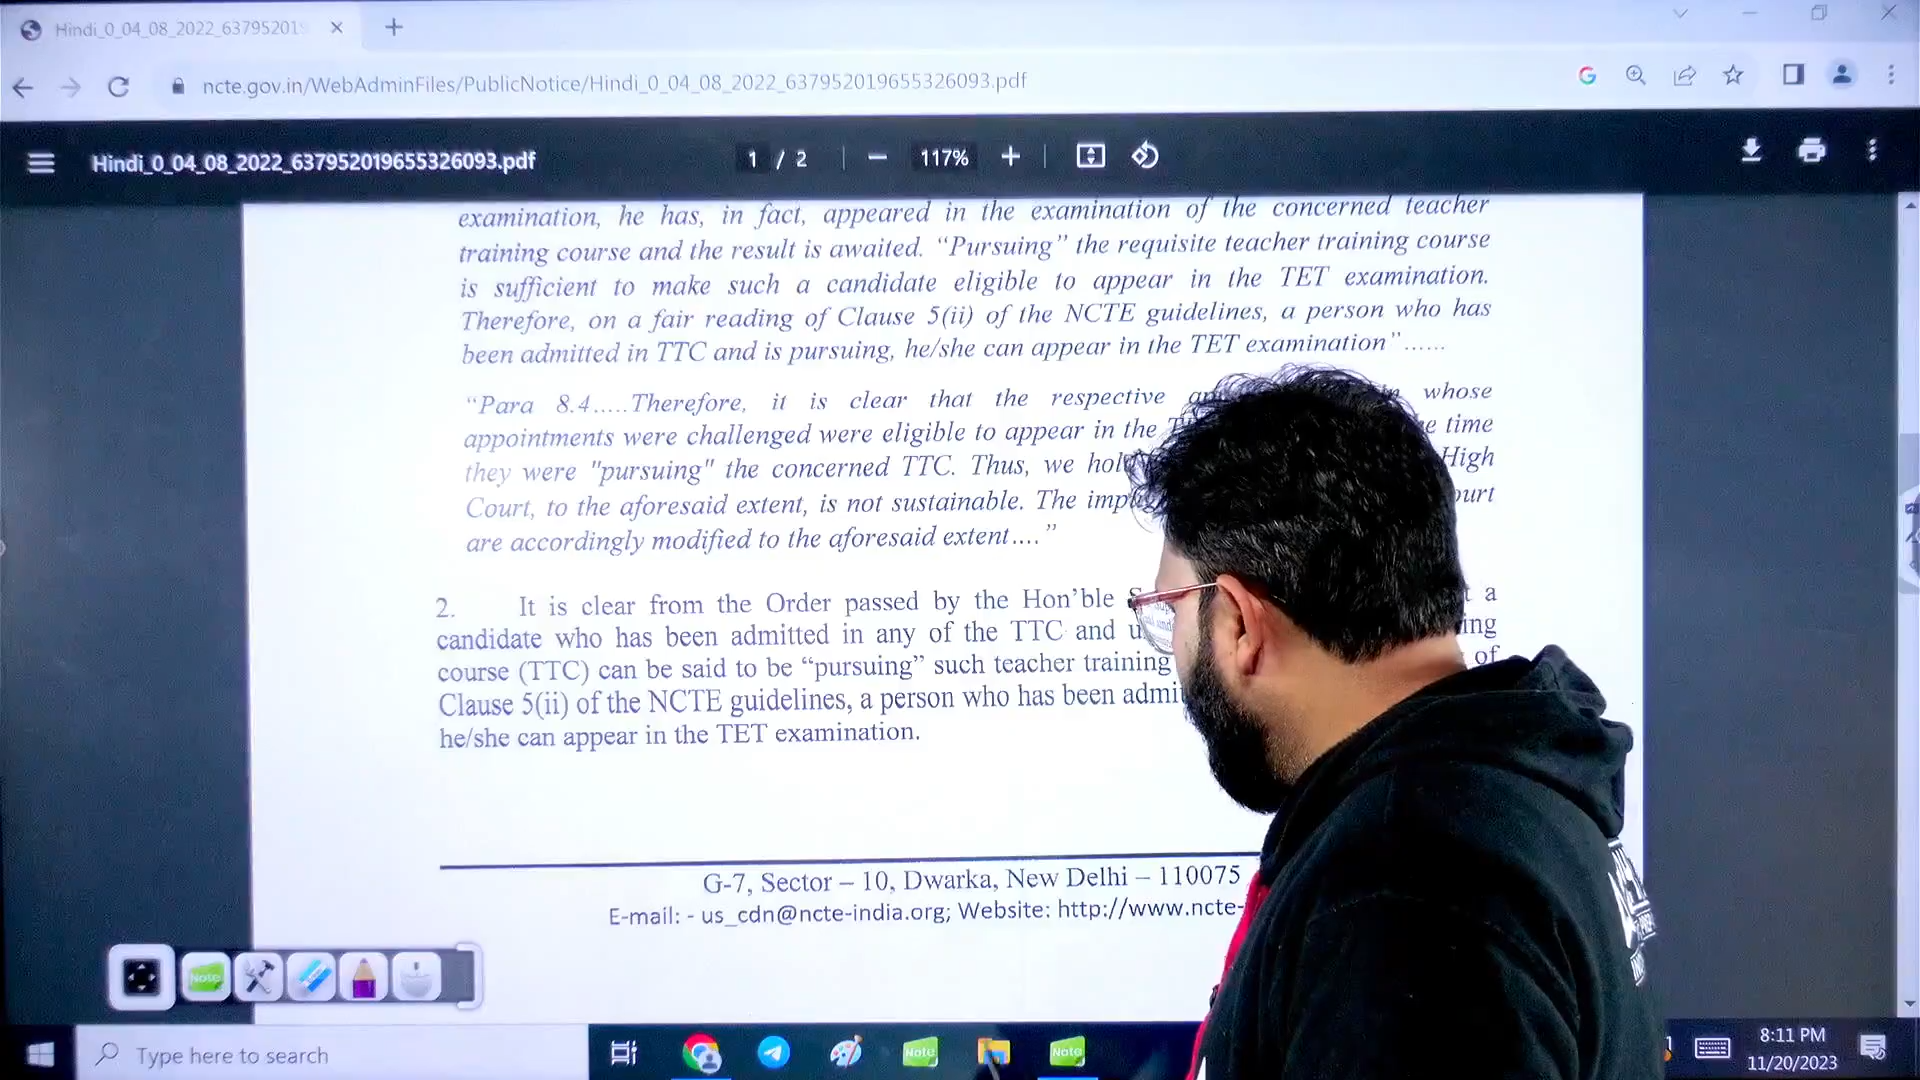 Hindi_0_04_08_2022_63795201
ncte.gov.in/WebAdminFiles/PublicNotice/Hindi_0_04_08_2022_637952019655326093.pdf
Hindi_0_04_08_2022_637952019655326093.pdf
1 / 2
117%
examination, he has, in fact, appeared in the examination of the concerned teacher
training course and the result is awaited. “Pursuing” the requisite teacher training course
is sufficient to make such a candidate eligible to appear in the TET examination.
Therefore, on a fair reading of Clause 5(ii) of the NCTE guidelines, a person who has
been admitted in TTC and is pursuing, he/she can appear in the TET examination”......
“Para 8.4.....Therefore, it is clear that the respective whose
appointments were challenged were eligible to appear in the time
they were "pursuing" the concerned TTC. Thus, we High
Court, to the aforesaid extent, is not sustainable. The
are accordingly modified to the aforesaid extent....”
2. It is clear from the Order passed by the Hon’ble a
candidate who has been admitted in any of the TTC and
course (TTC) can be said to be “pursuing” such teacher training of
Clause 5(ii) of the NCTE guidelines, a person who has been
he/she can appear in the TET examination.
G-7, Sector – 10, Dwarka, New Delhi – 110075
E-mail: - us_cdn@ncte-india.org; Website: http://www.ncte-
Note
Type here to search
Note
Note
8:11 PM
11/20/2023